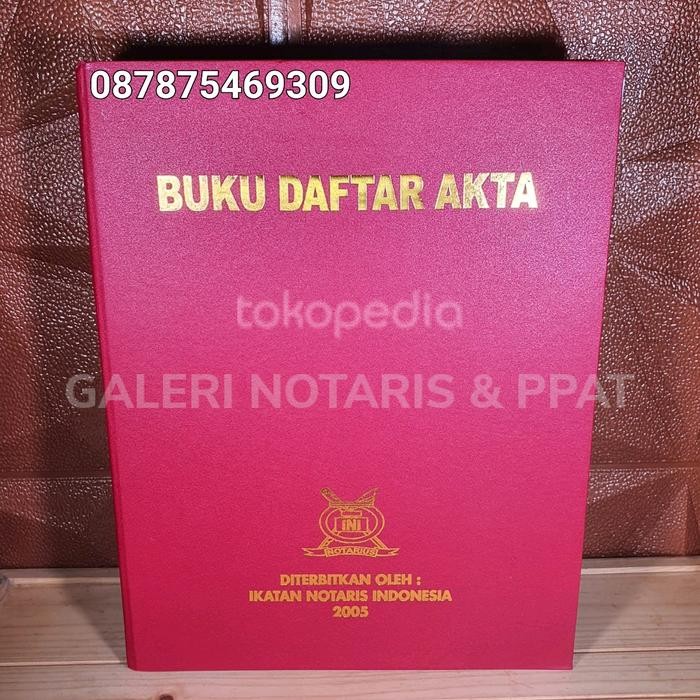 087875469309
BUKU DAFTAR AKTA
tokopedia
GALERI NOTARIS & PPAT
INI
NOTARIUS
DITERBITKAN OLEH :
IKATAN NOTARIS INDONESIA
2005